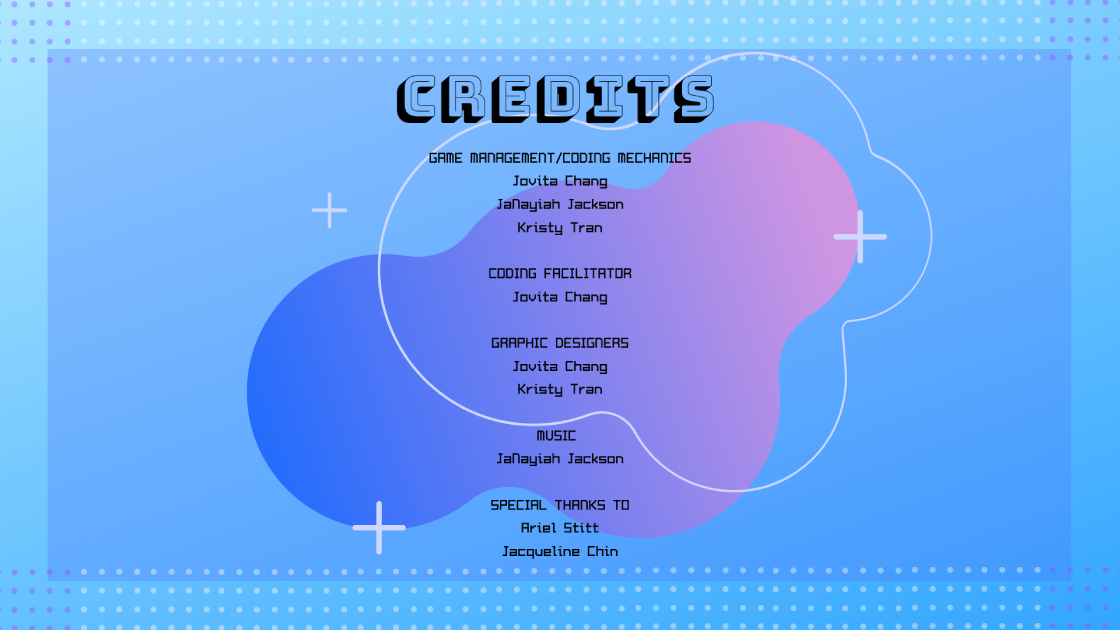 CREDITS
GAME MANAGEMENT/CODING MECHANICS
Jovita Chang
JaNayiah Jackson
Kristy Tran
CODING FACILITATOR
Jovita Chang
GRAPHIC DESIGNERS
Jovita Chang
Kristy Tran
MUSIC
JaNayiah Jackson
SPECIAL THANKS TO
Ariel Stitt
Jacqueline Chin